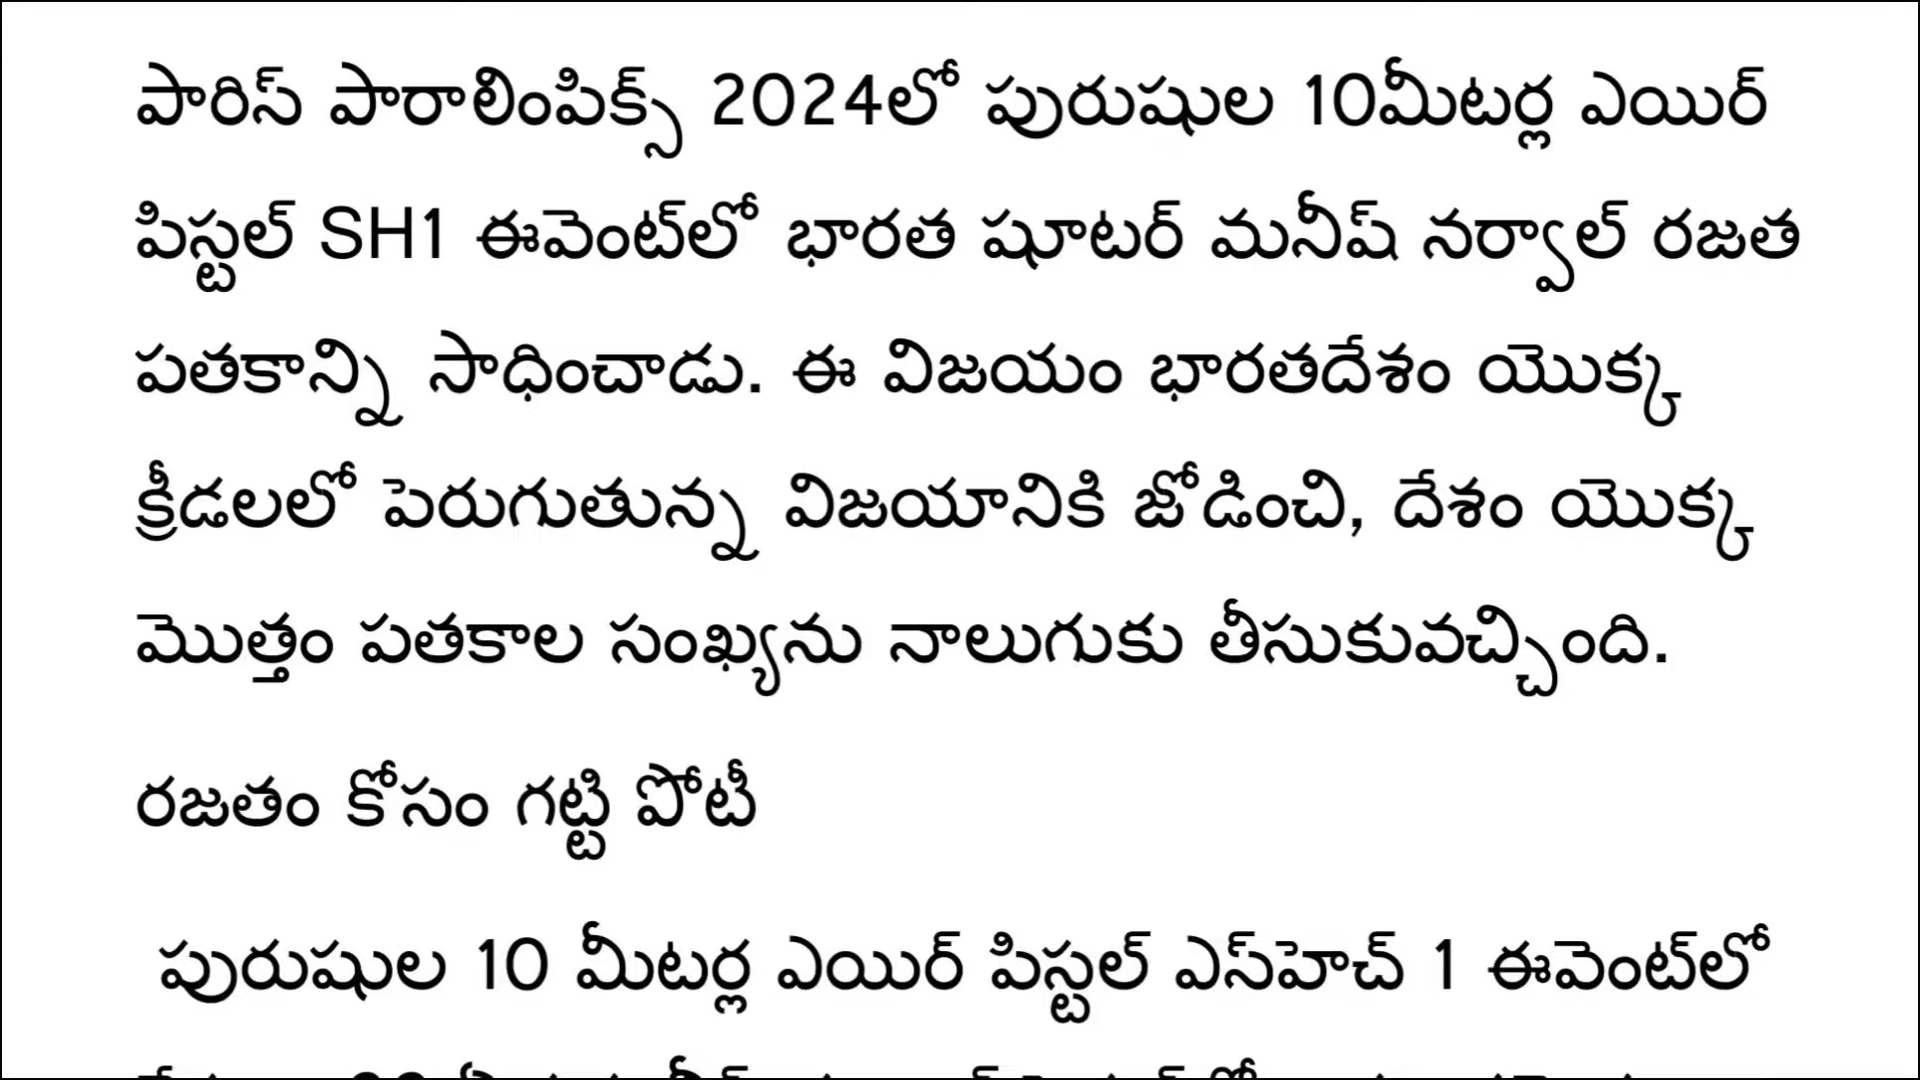 పారిస్ పారాలింపిక్స్ 2024లో పురుషుల 10మీటర్ల ఎయిర్
పిస్టల్ SH1 ఈవెంట్‌లో భారత షూటర్ మనీష్ నర్వాల్ రజత
పతకాన్ని సాధించాడు. ఈ విజయం భారతదేశం యొక్క
క్రీడలలో పెరుగుతున్న విజయానికి జోడించి, దేశం యొక్క
మొత్తం పతకాల సంఖ్యను నాలుగుకు తీసుకువచ్చింది.
రజతం కోసం గట్టి పోటీ
పురుషుల 10 మీటర్ల ఎయిర్ పిస్టల్ ఎస్‌హెచ్ 1 ఈవెంట్‌లో